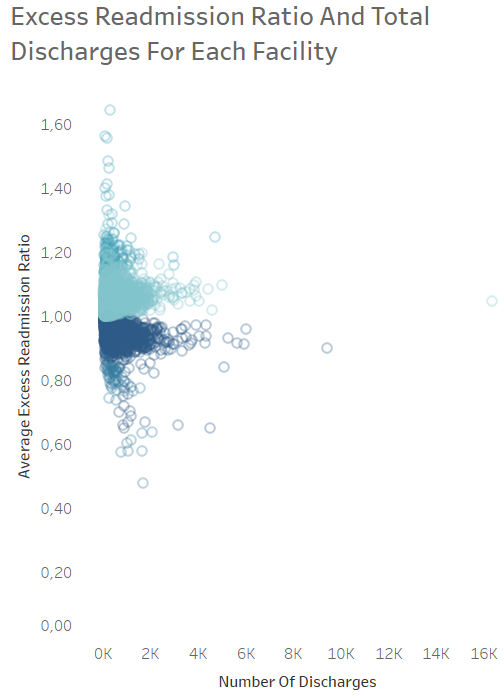 Excess Readmission Ratio And Total
Discharges For Each Facility
Average Excess Readmission Ratio
1,60
1,40
1,20
1,00
0,80
0,60
0,40
0,20
0,00
0K 2K 4K 6K 8K 10K 12K 14K 16K
Number Of Discharges